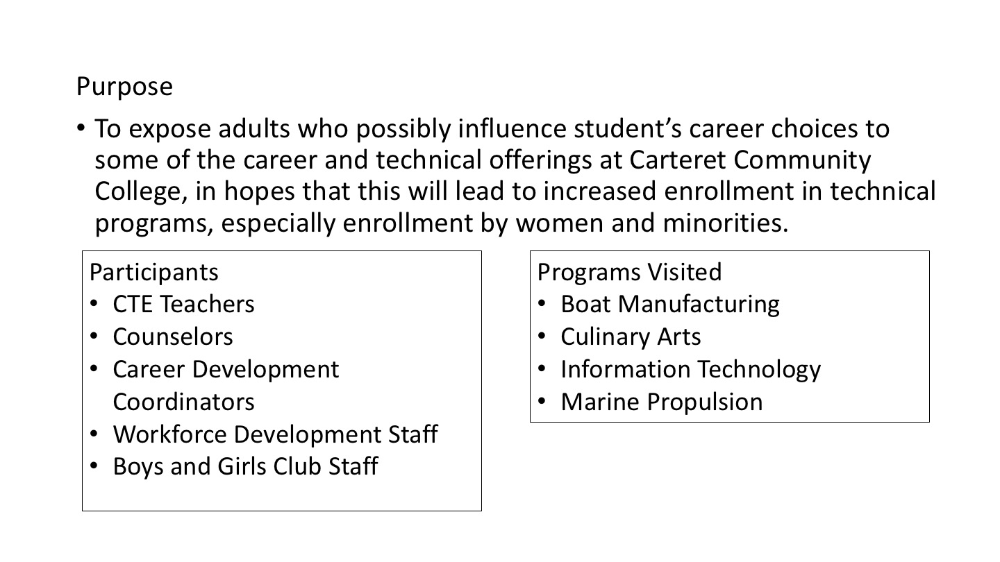 Purpose
• To expose adults who possibly influence student’s career choices to
some of the career and technical offerings at Carteret Community
College, in hopes that this will lead to increased enrollment in technical
programs, especially enrollment by women and minorities.
Participants
• CTE Teachers
• Counselors
• Career Development
Coordinators
• Workforce Development Staff
• Boys and Girls Club Staff
Programs Visited
• Boat Manufacturing
• Culinary Arts
• Information Technology
• Marine Propulsion